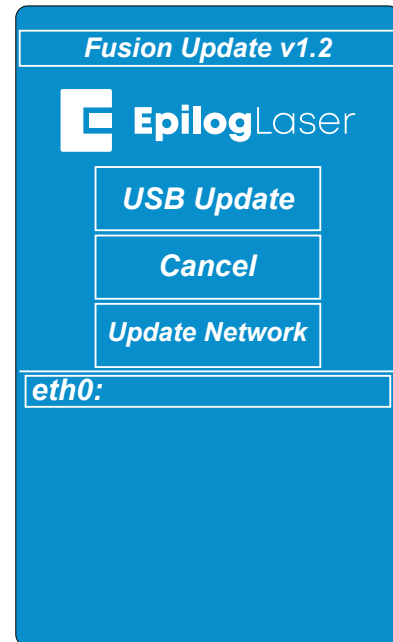 Fusion Update v1.2
EpilogLaser
USB Update
Cancel
Update Network
eth0: